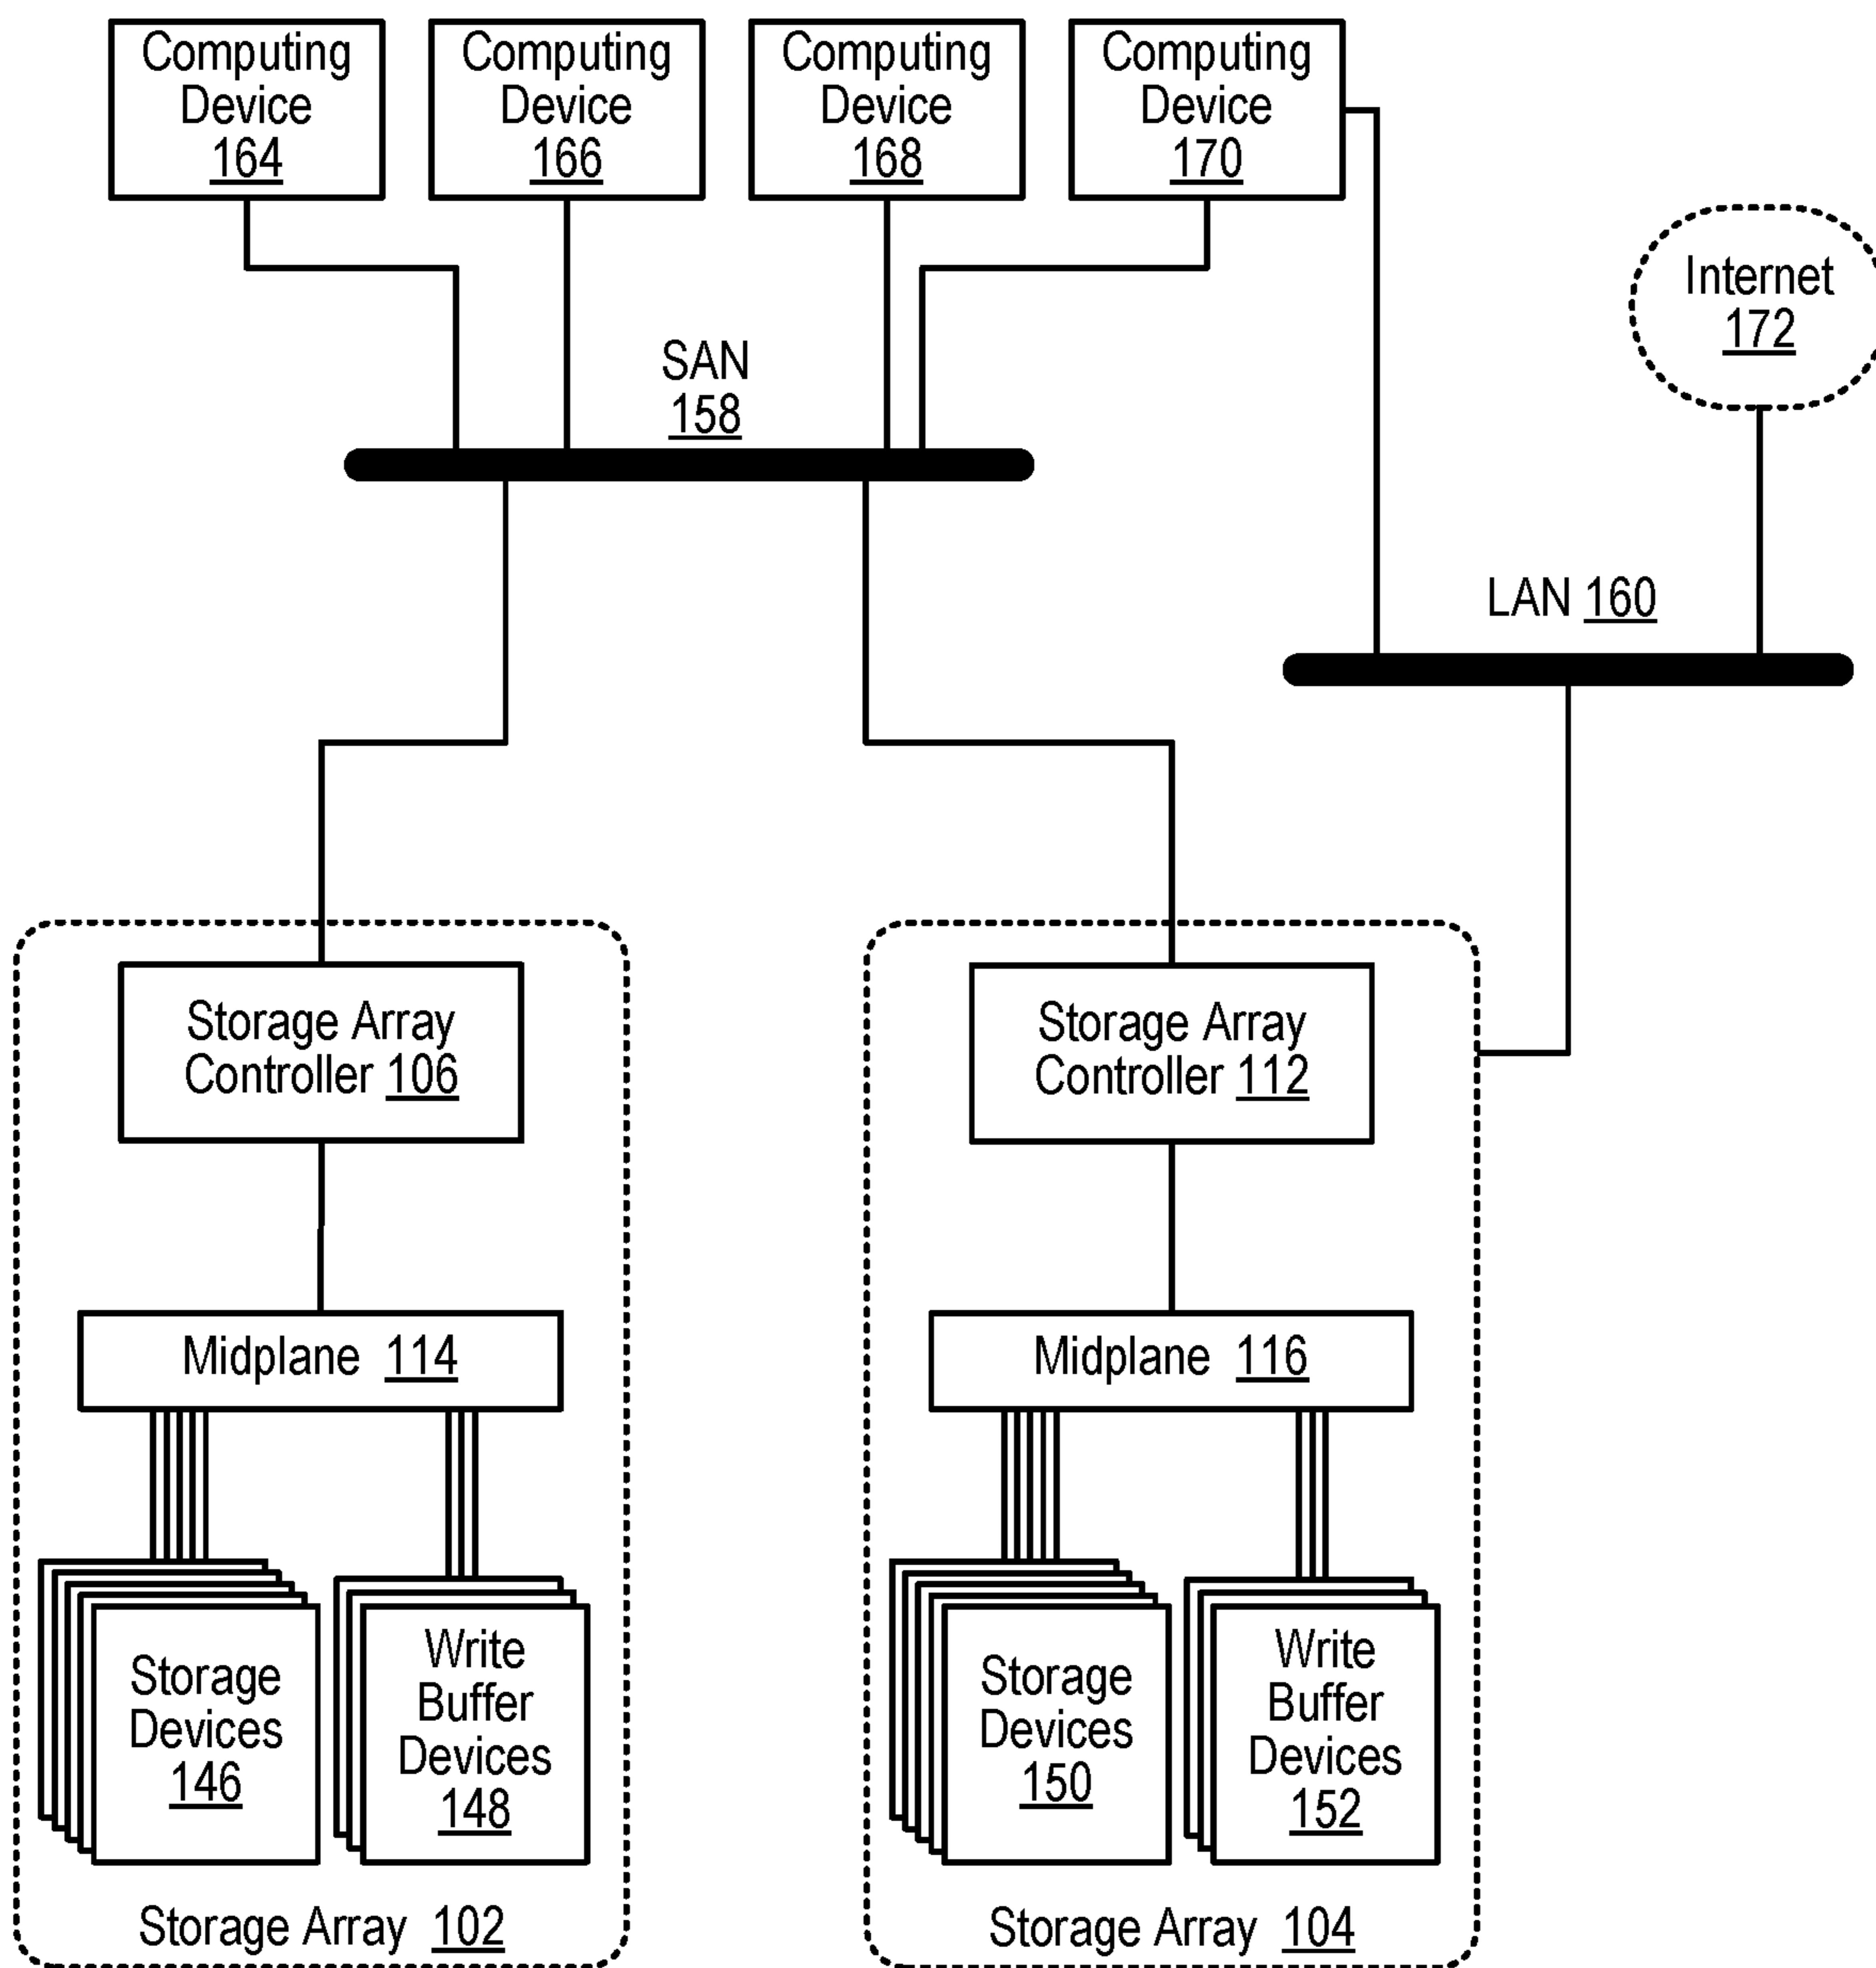 Computing
Device
164
Computing
Device
166
Computing
Device
168
Computing
Device
170
Internet
172
SAN
158
LAN 160
Storage Array
Controller 106
Storage Array
Controller 112
Midplane 114
Midplane 116
Storage
Devices
146
Write
Buffer
Devices
148
Storage
Devices
150
Write
Buffer
Devices
152
Storage Array 102
Storage Array 104